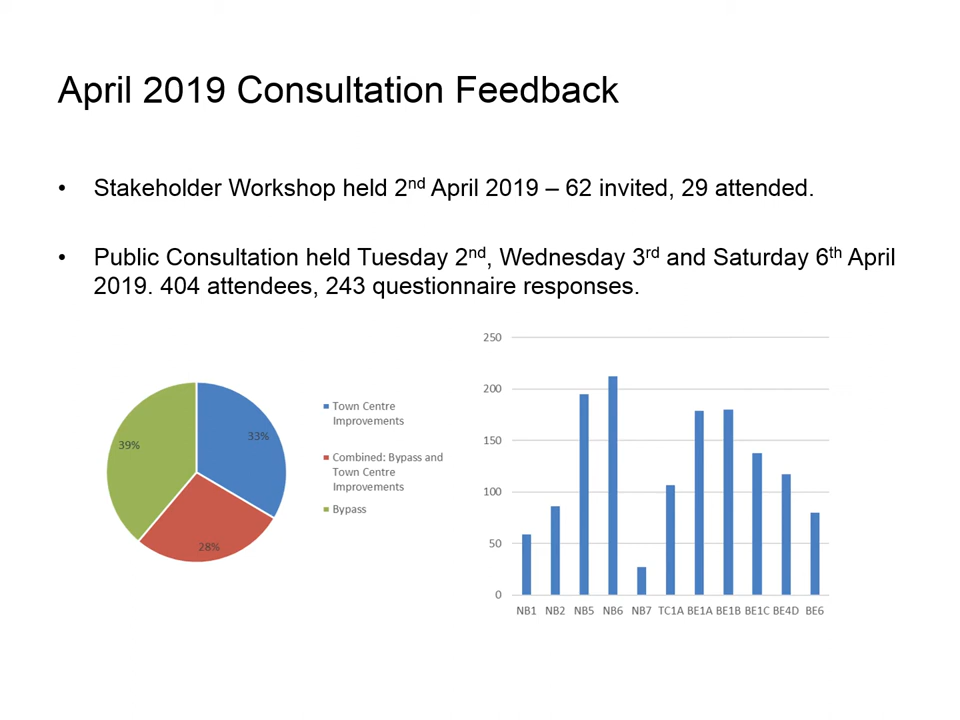 April 2019 Consultation Feedback
• Stakeholder Workshop held 2nd April 2019 – 62 invited, 29 attended.
• Public Consultation held Tuesday 2nd, Wednesday 3rd and Saturday 6th April
2019. 404 attendees, 243 questionnaire responses.
33%
28%
39%
Town Centre
Improvements
Combined: Bypass and
Town Centre
Improvements
Bypass
250
200
150
100
50
0
NB1 NB2 NB5 NB6 NB7 TC1A BE1A BE1B BE1C BE4D BE6